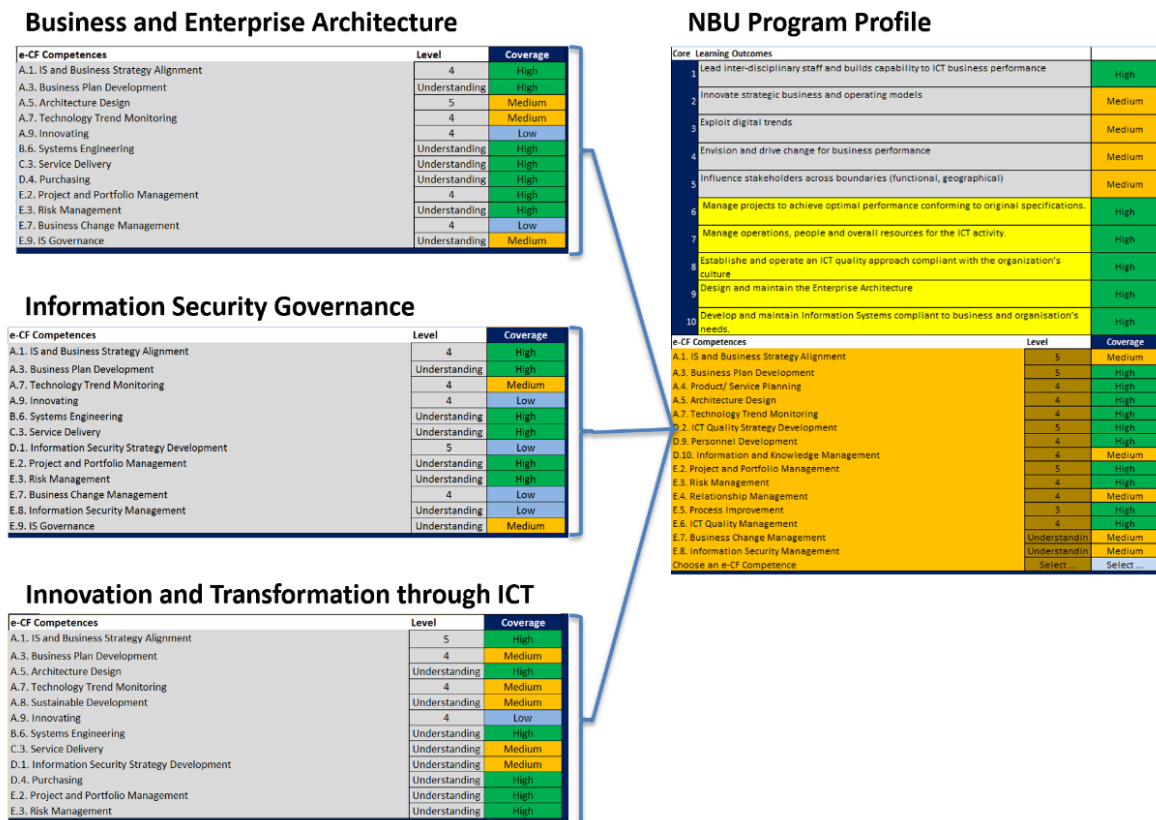 Business and Enterprise Architecture
e-CF Competences Level Coverage
A.1. IS and Business Strategy Alignment 4 High
A.3. Business Plan Development Understanding High
A.5. Architecture Design 5 Medium
A.7. Technology Trend Monitoring 4 Medium
A.9. Innovating 4 Low
B.6. Systems Engineering Understanding High
C.3. Service Delivery Understanding High
D.4. Purchasing Understanding High
E.2. Project and Portfolio Management 4 High
E.3. Risk Management Understanding High
E.7. Business Change Management 4 Low
E.9. IS Governance Understanding Medium
Information Security Governance
e-CF Competences Level Coverage
A.1. IS and Business Strategy Alignment 4 High
A.3. Business Plan Development Understanding High
A.7. Technology Trend Monitoring 4 Medium
A.9. Innovating 4 Low
B.6. Systems Engineering Understanding High
C.3. Service Delivery Understanding High
D.1. Information Security Strategy Development 5 Low
E.2. Project and Portfolio Management Understanding High
E.3. Risk Management Understanding High
E.7. Business Change Management 4 Low
E.8. Information Security Management Understanding Low
E.9. IS Governance Understanding Medium
Innovation and Transformation through ICT
e-CF Competences Level Coverage
A.1. IS and Business Strategy Alignment 5 High
A.3. Business Plan Development 4 Medium
A.5. Architecture Design Understanding High
A.7. Technology Trend Monitoring 4 Medium
A.8. Sustainable Development Understanding Medium
A.9. Innovating 4 Low
B.6. Systems Engineering Understanding High
C.3. Service Delivery Understanding Medium
D.1. Information Security Strategy Development Understanding Medium
D.4. Purchasing Understanding High
E.2. Project and Portfolio Management Understanding High
E.3. Risk Management Understanding High
NBU Program Profile
Core Learning Outcomes
1 Lead inter-disciplinary staff and builds capability to ICT business performance High
2 Innovate strategic business and operating models Medium
3 Exploit digital trends Medium
4 Envision and drive change for business performance Medium
5 Influence stakeholders across boundaries (functional, geographical) Medium
6 Manage projects to achieve optimal performance conforming to original specifications. High
7 Manage operations, people and overall resources for the ICT activity. High
8 Establishe and operate an ICT quality approach compliant with the organization's
culture High
9 Design and maintain the Enterprise Architecture High
10 Develop and maintain Information Systems compliant to business and organisation's
needs. High
e-CF Competences Level Coverage
A.1. IS and Business Strategy Alignment 5 Medium
A.3. Business Plan Development 5 High
A.4. Product/ Service Planning 4 High
A.5. Architecture Design 4 High
A.7. Technology Trend Monitoring 4 High
D.2. ICT Quality Strategy Development 5 High
D.9. Personnel Development 4 High
D.10. Information and Knowledge Management 4 Medium
E.2. Project and Portfolio Management 5 High
E.3. Risk Management 4 High
E.4. Relationship Management 4 Medium
E.5. Process Improvement 3 High
E.6. ICT Quality Management 4 High
E.7. Business Change Management Understandin Medium
E.8. Information Security Management Understandin Medium
Choose an e-CF Competence Select ... Select ...